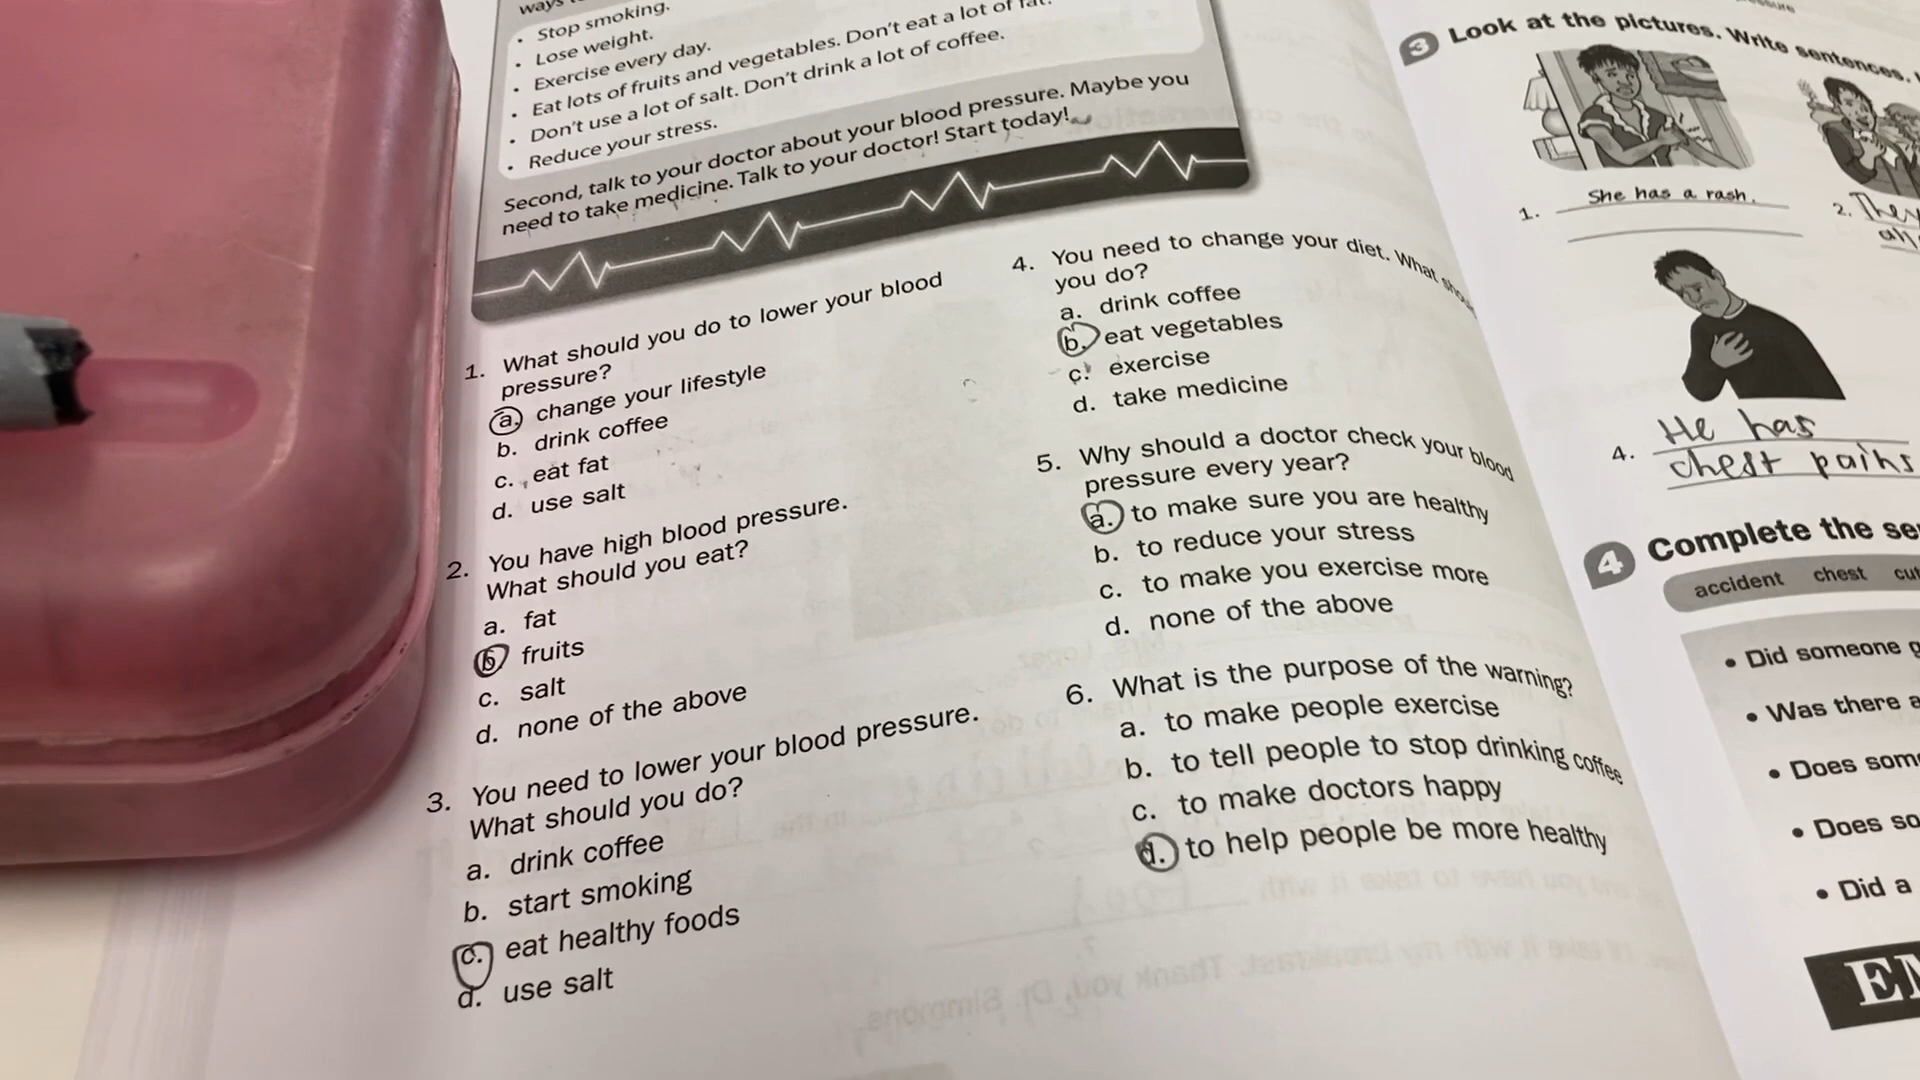 ways
• Stop smoking.
• Lose weight.
• Exercise every day.
• Eat lots of fruits and vegetables. Don't eat a lot of fat.
• Don't use a lot of salt. Don't drink a lot of coffee.
• Reduce your stress.
Second, talk to your doctor about your blood pressure. Maybe you
need to take medicine. Talk to your doctor! Start today!
1. What should you do to lower your blood
pressure?
a. change your lifestyle
b. drink coffee
c. eat fat
d. use salt
2. You have high blood pressure.
What should you eat?
a. fat
b. fruits
c. salt
d. none of the above
3. You need to lower your blood pressure.
What should you do?
a. drink coffee
b. start smoking
c. eat healthy foods
d. use salt
4. You need to change your diet. What
you do?
a. drink coffee
b. eat vegetables
c. exercise
d. take medicine
5. Why should a doctor check your blood
pressure every year?
a. to make sure you are healthy
b. to reduce your stress
c. to make you exercise more
d. none of the above
6. What is the purpose of the warning?
a. to make people exercise
b. to tell people to stop drinking coffee
c. to make doctors happy
d. to help people be more healthy
3 Look at the pictures. Write sentences.
1. She has a rash.
2. They
4. He has
chest pains
4 Complete the
accident chest cut
• Did someone
• Was there a
• Does
• Does
• Did a